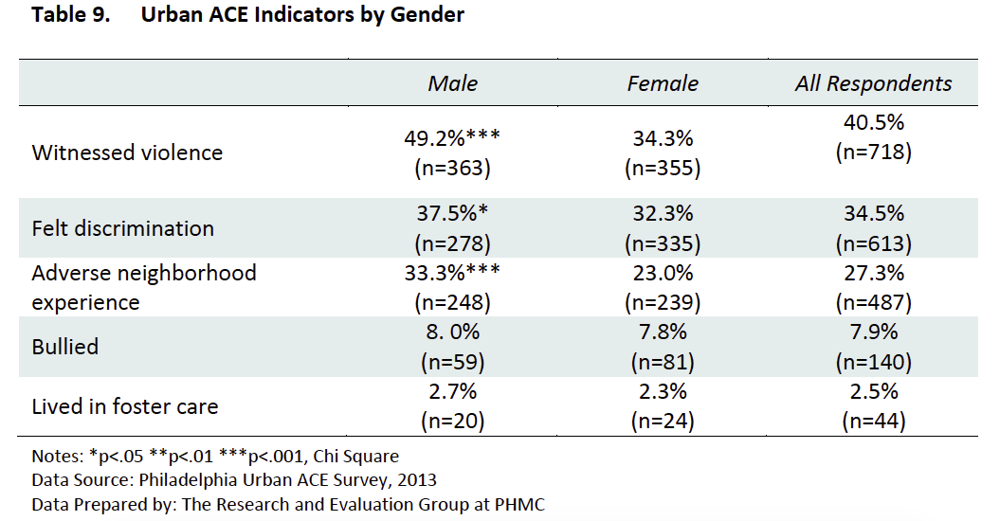 Table 9. Urban ACE Indicators by Gender
Male Female All Respondents
Witnessed violence 49.2%*** (n=363) 34.3% (n=355) 40.5% (n=718)
Felt discrimination 37.5%* (n=278) 32.3% (n=335) 34.5% (n=613)
Adverse neighborhood experience 33.3%*** (n=248) 23.0% (n=239) 27.3% (n=487)
Bullied 8. 0% (n=59) 7.8% (n=81) 7.9% (n=140)
Lived in foster care 2.7% (n=20) 2.3% (n=24) 2.5% (n=44)
Notes: *p<.05 **p<.01 ***p<.001, Chi Square
Data Source: Philadelphia Urban ACE Survey, 2013
Data Prepared by: The Research and Evaluation Group at PHMC